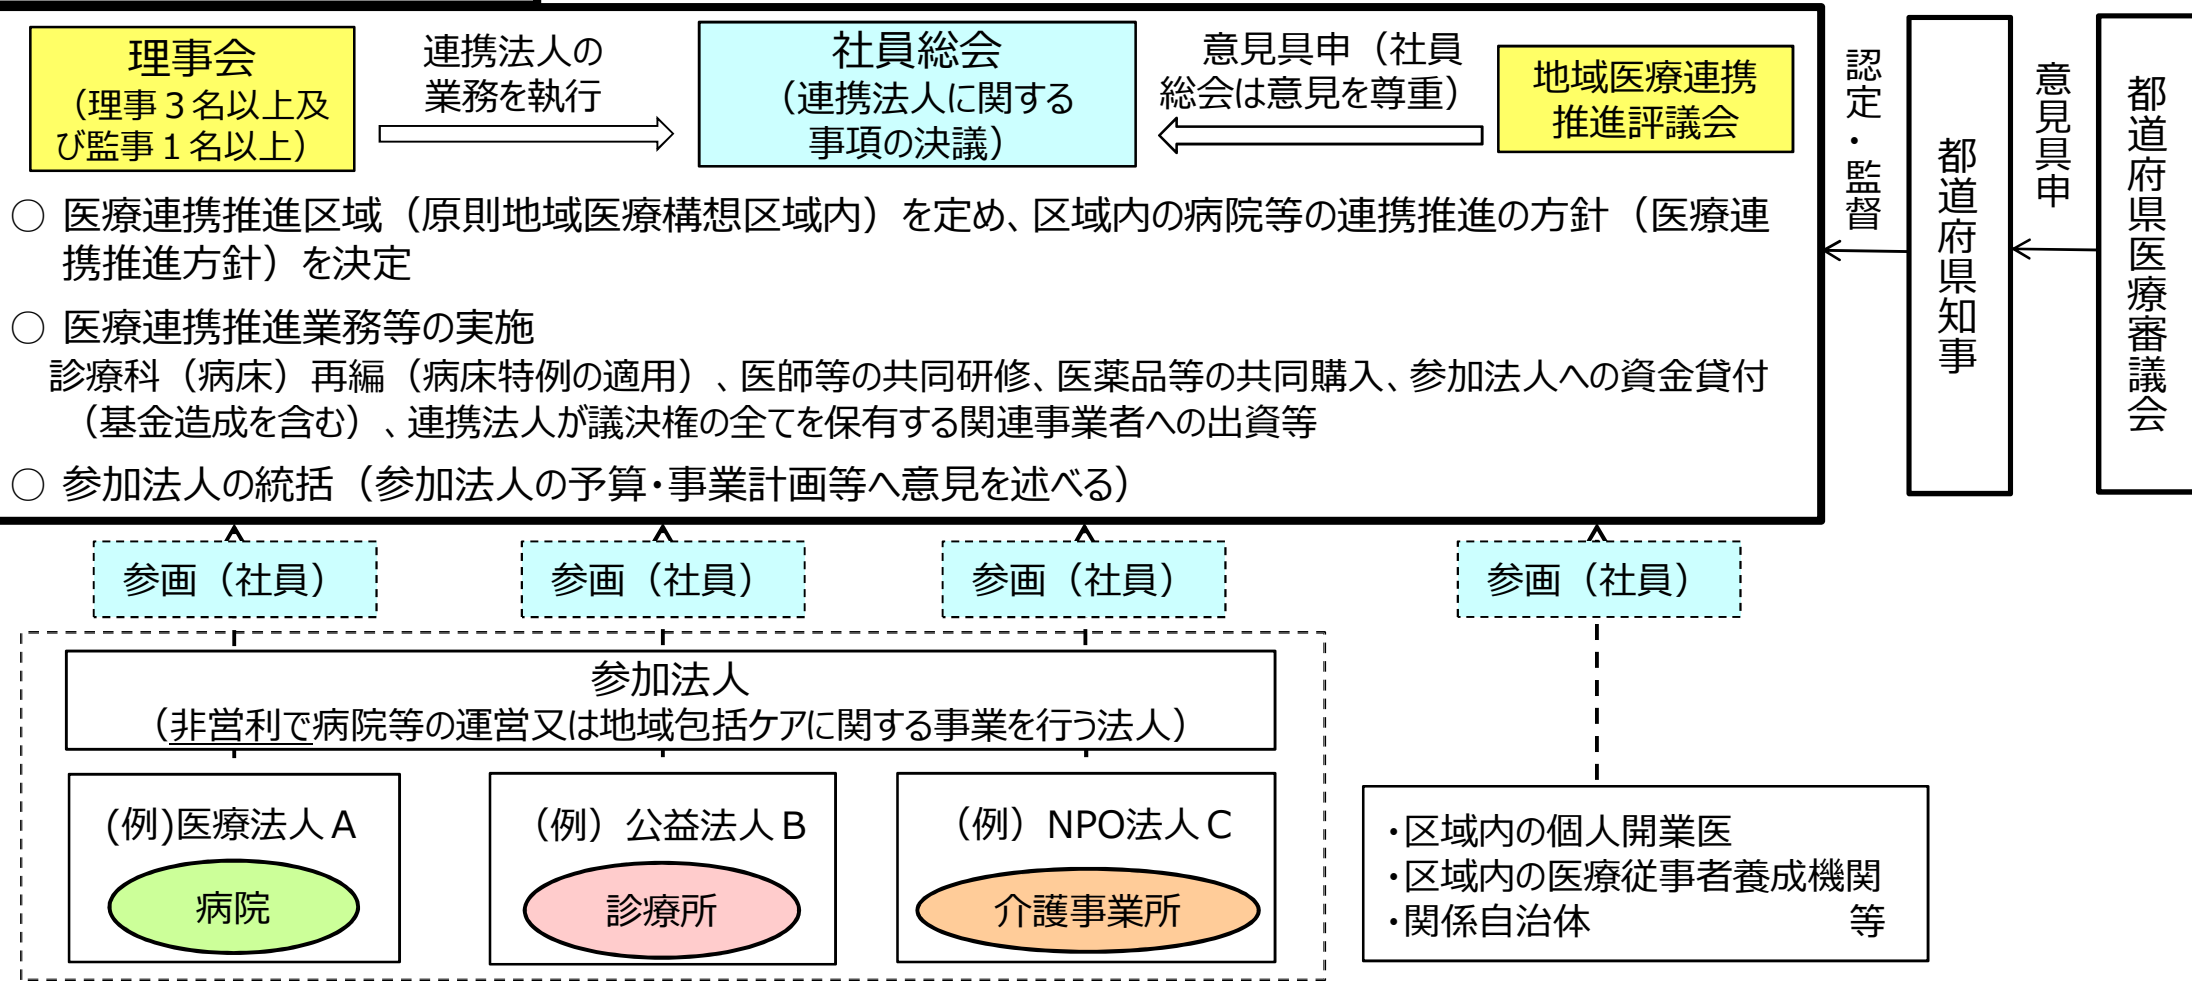 理事会
（理事３名以上及
び監事１名以上）
連携法人の
業務を執行
社員総会
（連携法人に関する
事項の決議）
意見具申（社員
総会は意見を尊重）
地域医療連携
推進評議会
認定・監督
都道府県知事
意見具申
都道府県医療審議会
○ 医療連携推進区域（原則地域医療構想区域内）を定め、区域内の病院等の連携推進の方針（医療連
携推進方針）を決定
○ 医療連携推進業務等の実施
診療科（病床）再編（病床特例の適用）、医師等の共同研修、医薬品等の共同購入、参加法人への資金貸付
（基金造成を含む）、連携法人が議決権の全てを保有する関連事業者への出資等
○ 参加法人の統括（参加法人の予算・事業計画等へ意見を述べる）
参画（社員）
参画（社員）
参画（社員）
参画（社員）
参加法人
（非営利で病院等の運営又は地域包括ケアに関する事業を行う法人）
(例)医療法人Ａ
病院
（例）公益法人Ｂ
診療所
（例）NPO法人Ｃ
介護事業所
・区域内の個人開業医
・区域内の医療従事者養成機関
・関係自治体 等